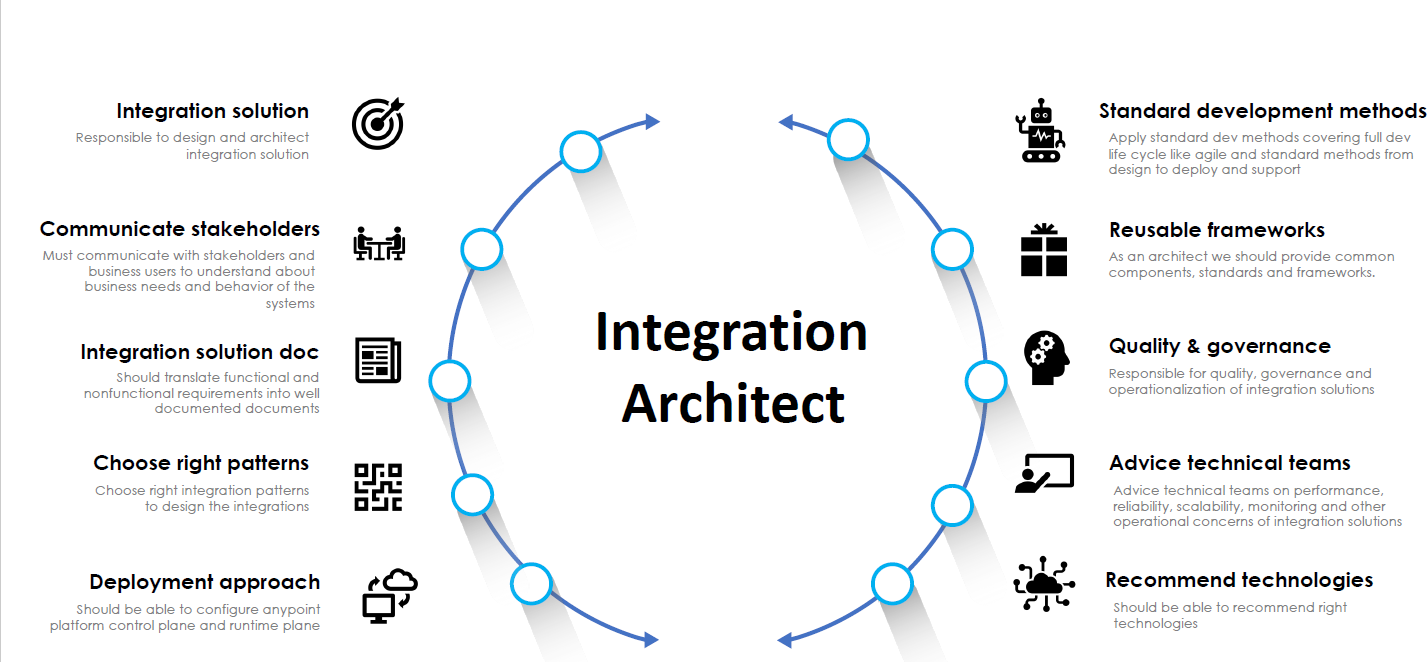 Integration solution
Responsible to design and architect
integration solution
Communicate stakeholders
Must communicate with stakeholders and
business users to understand about
business needs and behavior of the
systems
Integration solution doc
Should translate functional and
nonfunctional requirements into well
documented documents
Choose right patterns
Choose right integration patterns
to design the integrations
Deployment approach
Should be able to configure anypoint
platform control plane and runtime plane
Integration
Architect
Standard development methods
Apply standard dev methods covering full dev
life cycle like agile and standard methods from
design to deploy and support
Reusable frameworks
As an architect we should provide common
components, standards and frameworks.
Quality & governance
Responsible for quality, governance and
operationalization of integration solutions
Advice technical teams
Advice technical teams on performance,
reliability, scalability, monitoring and other
operational concerns of integration solutions
Recommend technologies
Should be able to recommend right
technologies